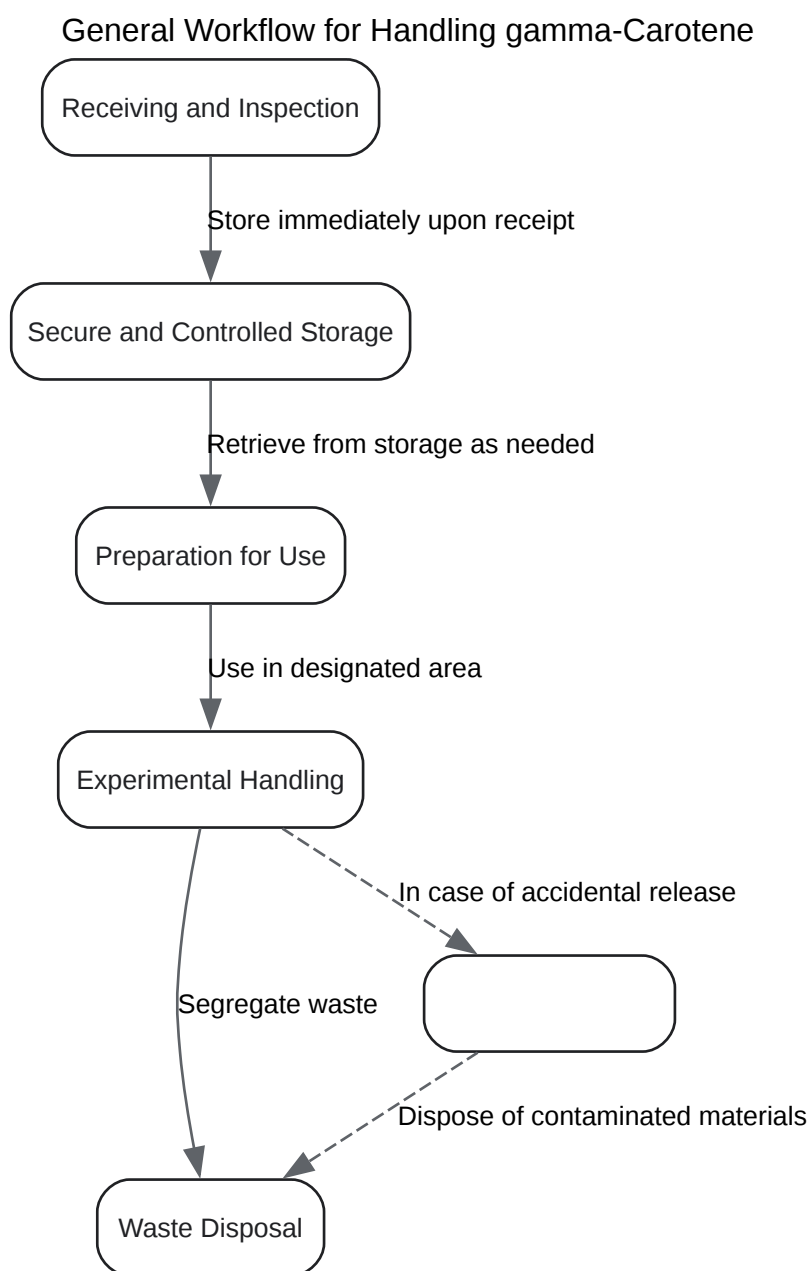 General Workflow for Handling gamma-Carotene
Receiving and Inspection
Store immediately upon receipt
Secure and Controlled Storage
Retrieve from storage as needed
Preparation for Use
Use in designated area
Experimental Handling
In case of accidental release
Segregate waste
Dispose of contaminated materials
Waste Disposal